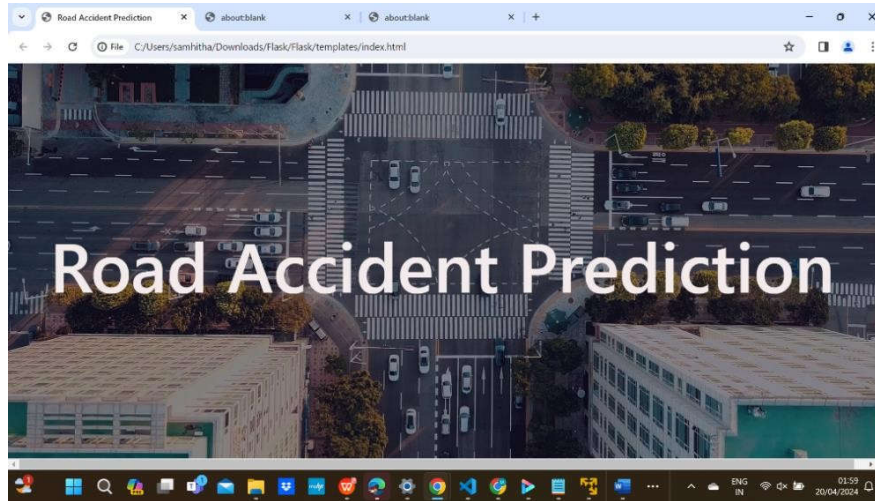 Road Accident Prediction
about:blank
about:blank
File C:/Users/samhitha/Downloads/Flask/Flask/templates/index.html
Road Accident Prediction
ENG
IN
01:59
20/04/2024